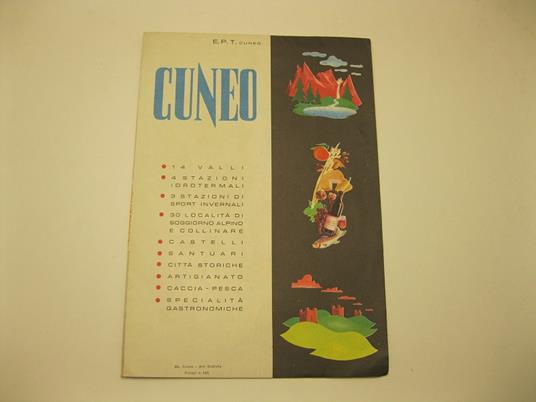 E.P.T. CUNEO
CUNEO
14 VALLI
4 STAZIONI
IDROTERMALI
3 STAZIONI DI
SPORT INVERNALI
30 LOCALITÀ DI
SOGGIORNO ALPINO
E COLLINARE
CASTELLI
SANTUARI
CITTÀ STORICHE
ARTIGIANATO
CACCIA - PESCA
SPECIALITÀ
GASTRONOMICHE